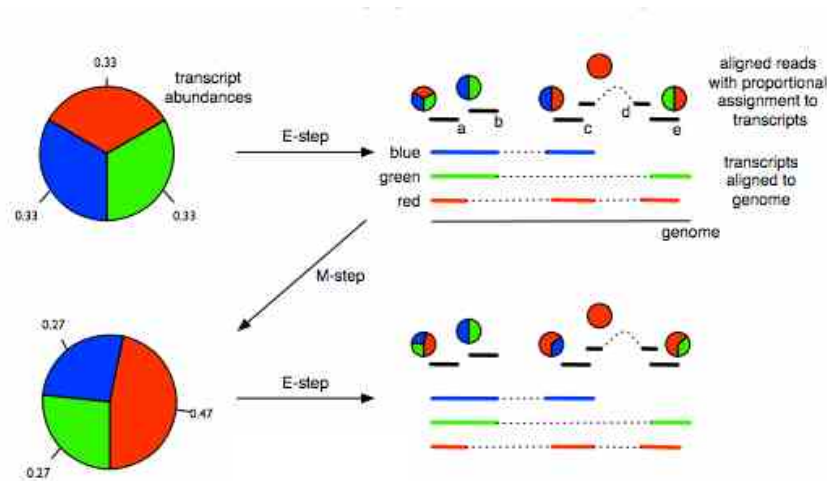 0.33
transcript
abundances
0.33
0.33
E-step
a
b
c
d
e
aligned reads
with proportional
assignment to
transcripts
blue
green
red
transcripts
aligned to
genome
genome
M-step
0.27
0.47
0.27
E-step